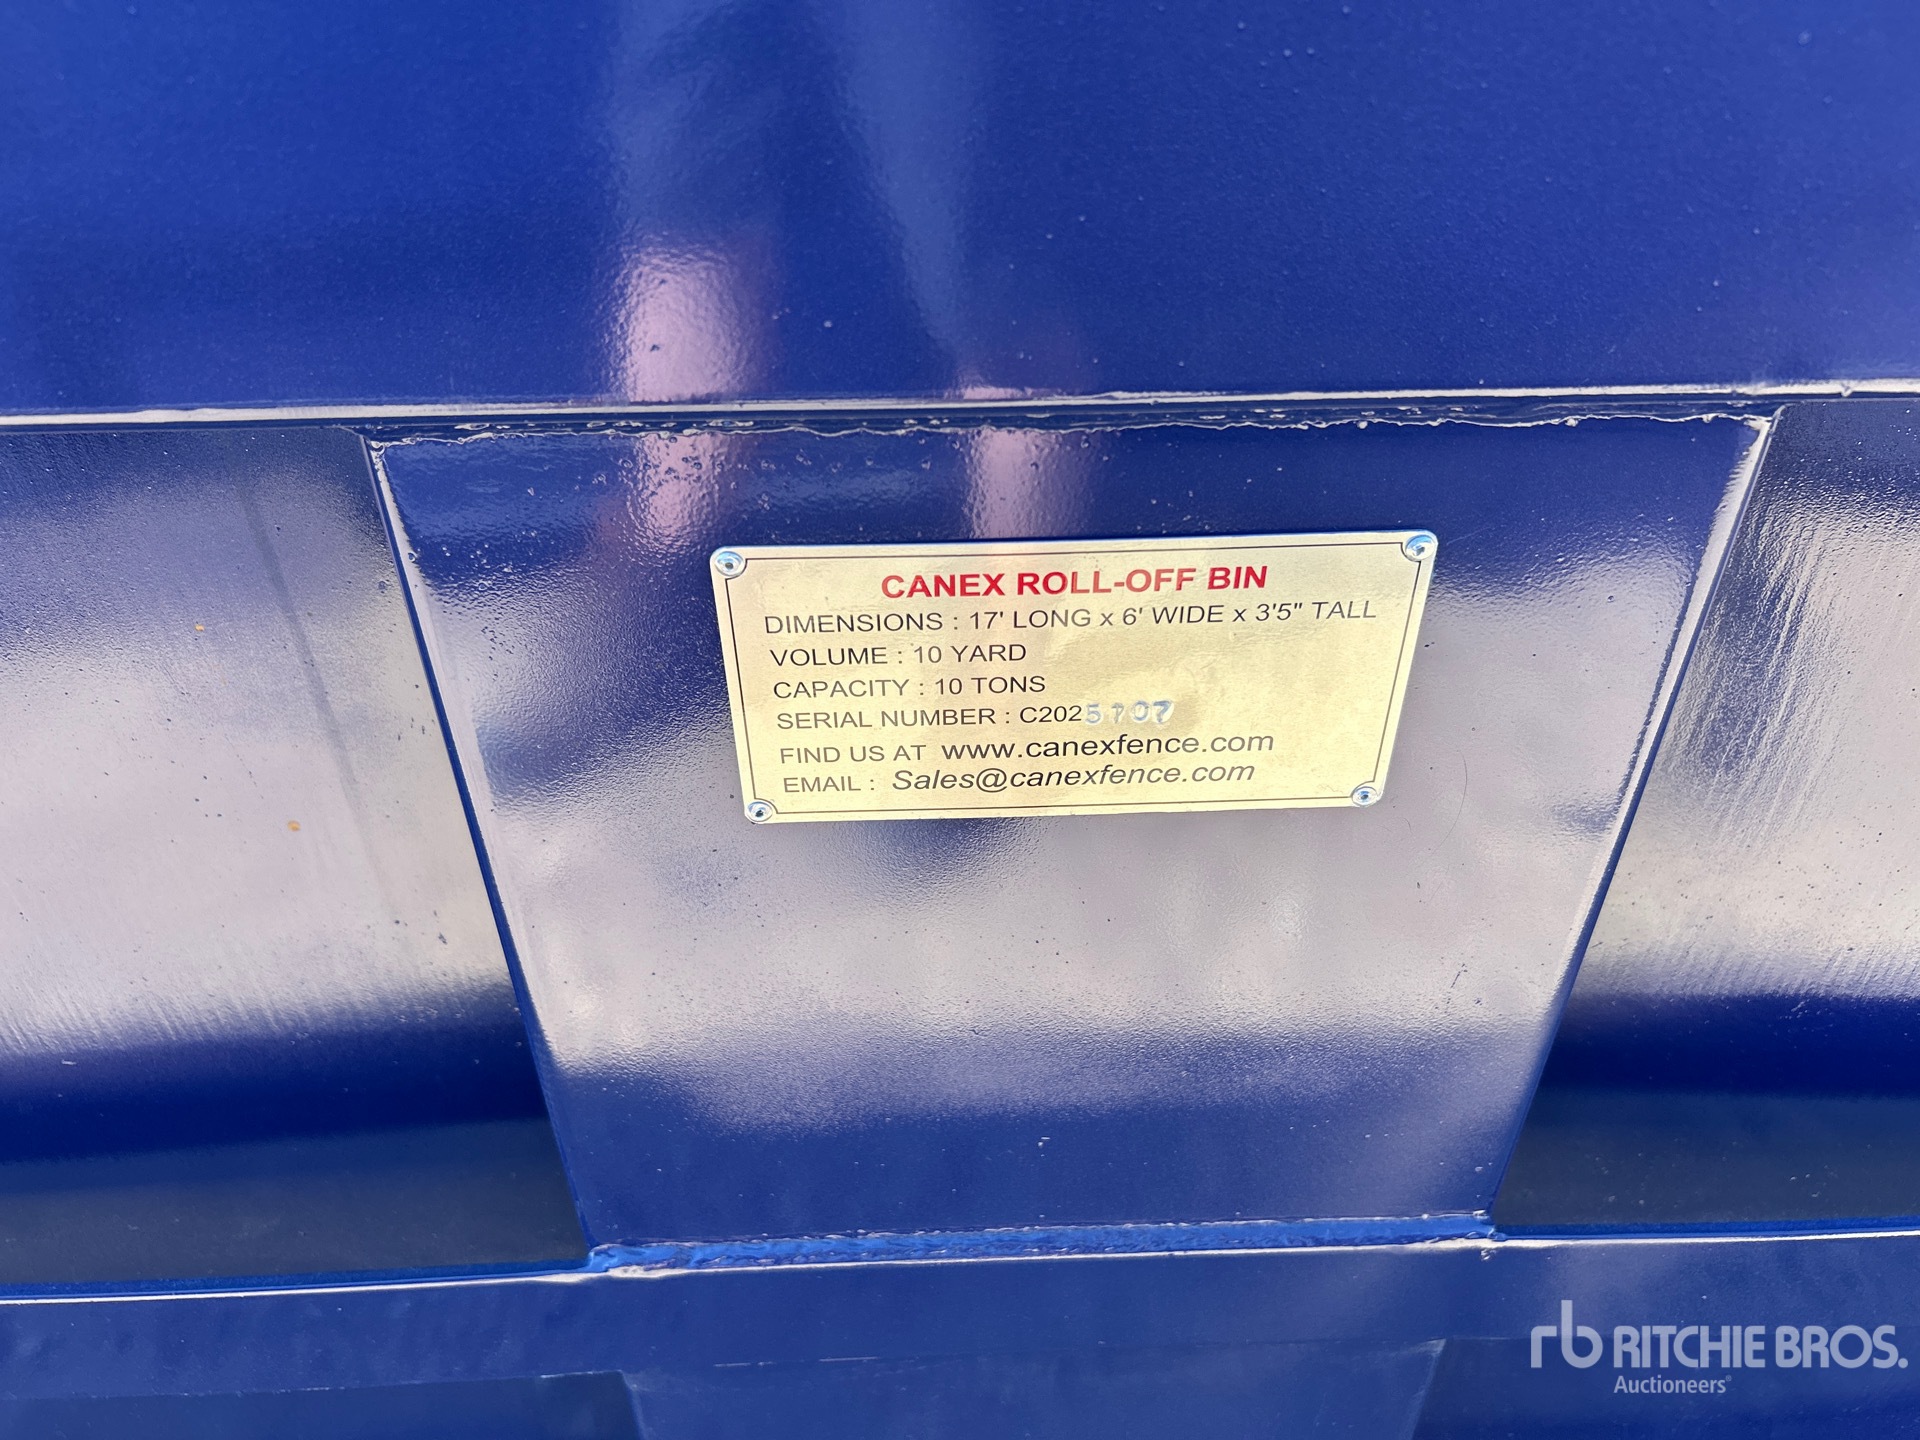 CANEX ROLL-OFF BIN
DIMENSIONS : 17' LONG x 6' WIDE x 3'5" TALL
VOLUME : 10 YARD
CAPACITY : 10 TONS
SERIAL NUMBER :
FIND US AT www.canexfence.com
EMAIL : Sales@canexfence.com
rb RITCHIE BROS.
Auctioneers®